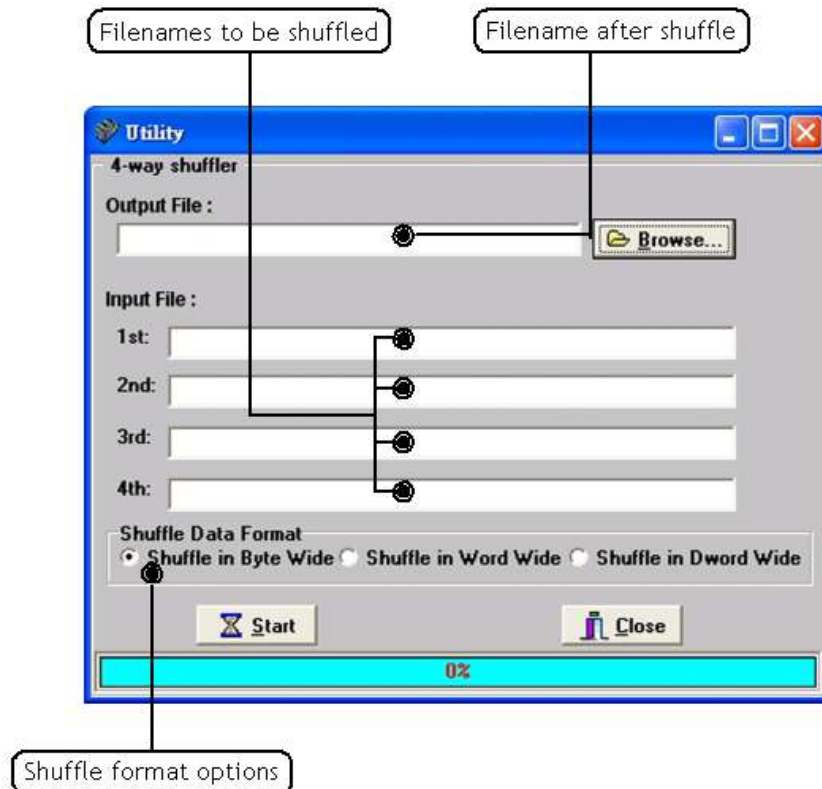 Filenames to be shuffled
Filename after shuffle
Utility
4-way shuffler
Output File :
Browse...
Input File :
1st:
2nd:
3rd:
4th:
Shuffle Data Format
Shuffle in Byte Wide Shuffle in Word Wide Shuffle in Dword Wide
Start Close
0%
Shuffle format options